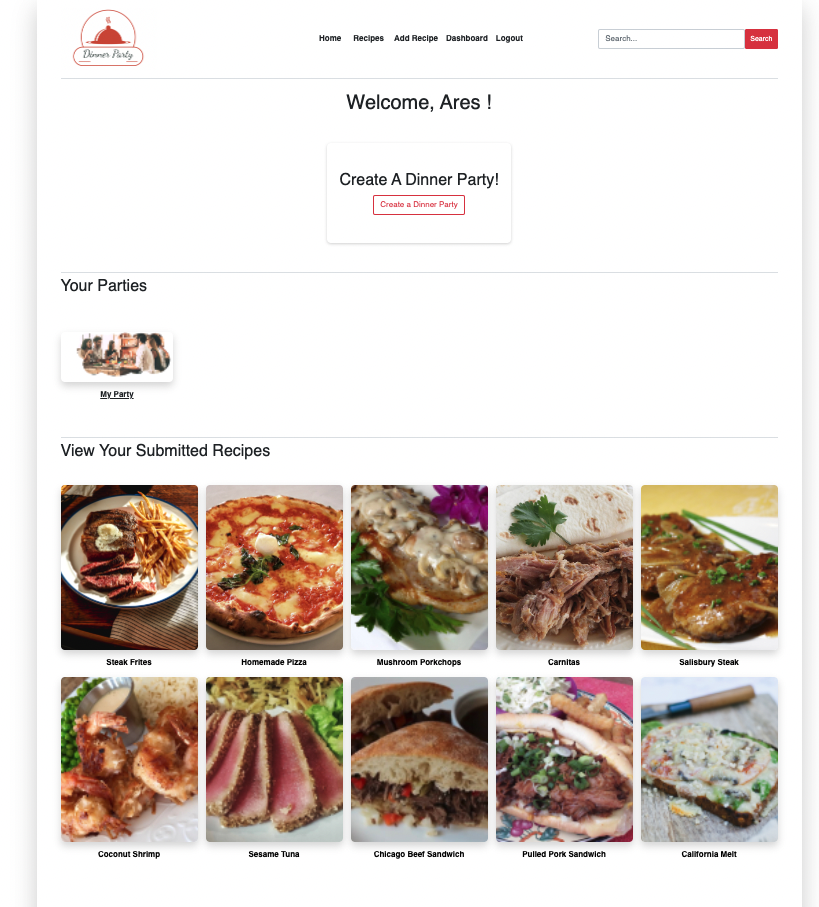 Dinner Party
Home Recipes Add Recipe Dashboard Logout
Search...
Search
Welcome, Ares !
Create A Dinner Party!
Create a Dinner Party
Your Parties
My Party
View Your Submitted Recipes
Steak Frites
Homemade Pizza
Mushroom Porkchops
Carnitas
Salisbury Steak
Coconut Shrimp
Sesame Tuna
Chicago Beef Sandwich
Pulled Pork Sandwich
California Melt